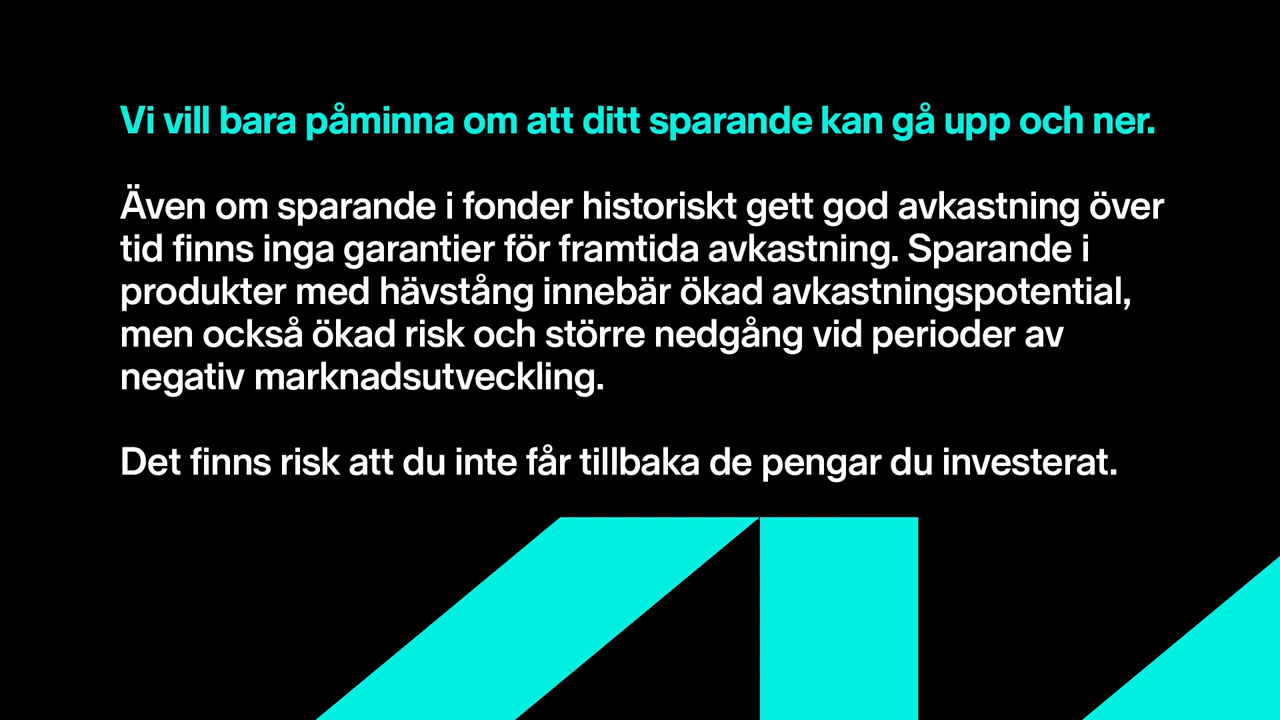 Vi vill bara påminna om att ditt sparande kan gå upp och ner.
Även om sparande i fonder historiskt gett god avkastning över
tid finns inga garantier för framtida avkastning. Sparande i
produkter med hävstång innebär ökad avkastningspotential,
men också ökad risk och större nedgång vid perioder av
negativ marknadsutveckling.
Det finns risk att du inte får tillbaka de pengar du investerat.